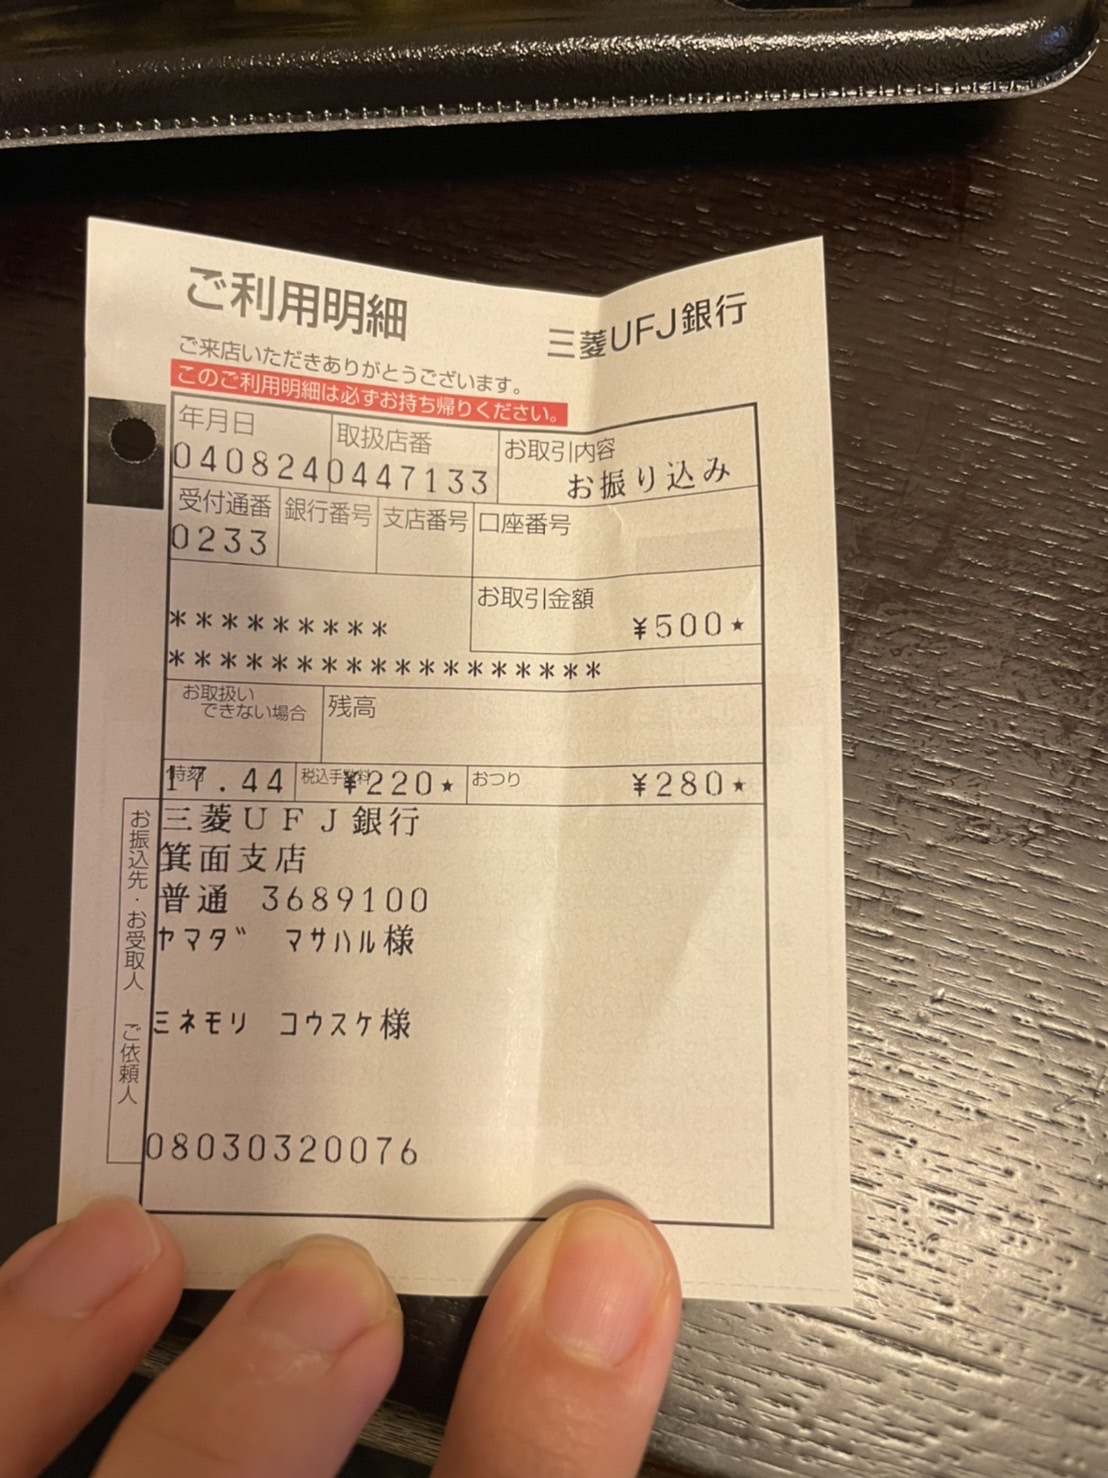 ご利用明細
三菱UFJ銀行
ご来店いただきありがとうございます。
このご利用明細は必ずお持ち帰りください。
年月日 取扱店番 お取引内容
040824 0447133 お振り込み
受付通番 銀行番号 支店番号 口座番号
0233
お取引金額
********* ¥500★
*****************
お取扱いできない場合 残高
時刻 税込手数料 おつり
17.44 ¥220★ ¥280★
お振込先・お受取人
三菱UFJ銀行
箕面支店
普通 3689100
ヤマダ マサハル様
ご依頼人
ミネモリ コウスケ様
08030320076